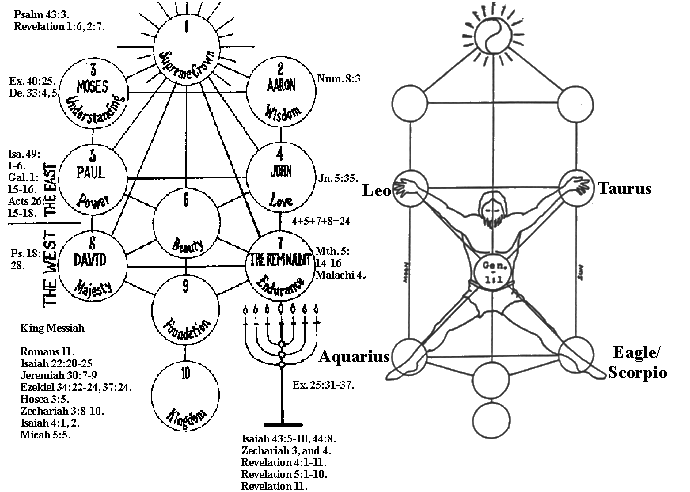 Psalm 43:3.
Revelation 1:6, 2:7.
1
Supreme Crown
3
MOSES
Understanding
2
AARON
Wisdom
Ex. 40:25.
De. 33:4,5.
Num. 8:3
Isa. 49:
1-6.
Gal. 1:
15-16.
Acts 26
15-18.
THE EAST
5
PAUL
Power
4
JOHN
Love
Jn. 5:35.
4+5+7+8=24
6
Beauty
Ps. 18:
28.
THE WEST
8
DAVID
Majesty
7
THE REMNANT
Endurance
Mth. 5:
14-16
Malachi 4.
9
Foundation
10
Kingdom
King Messiah
Romans 11.
Isaiah 22:20-25
Jeremiah 30:7-9
Ezekiel 34:22-24, 37:24.
Hosea 3:5.
Zechariah 3:8-10.
Isaiah 4:1, 2.
Micah 5:5.
6 6 6 6 6 6
Ex. 25:31-37.
Isaiah 43:5-10, 44:8.
Zechariah 3, and 4.
Revelation 4:1-11.
Revelation 5:1-10.
Revelation 11.
Leo
Taurus
Gen.
1:1
Aquarius
Eagle/
Scorpio